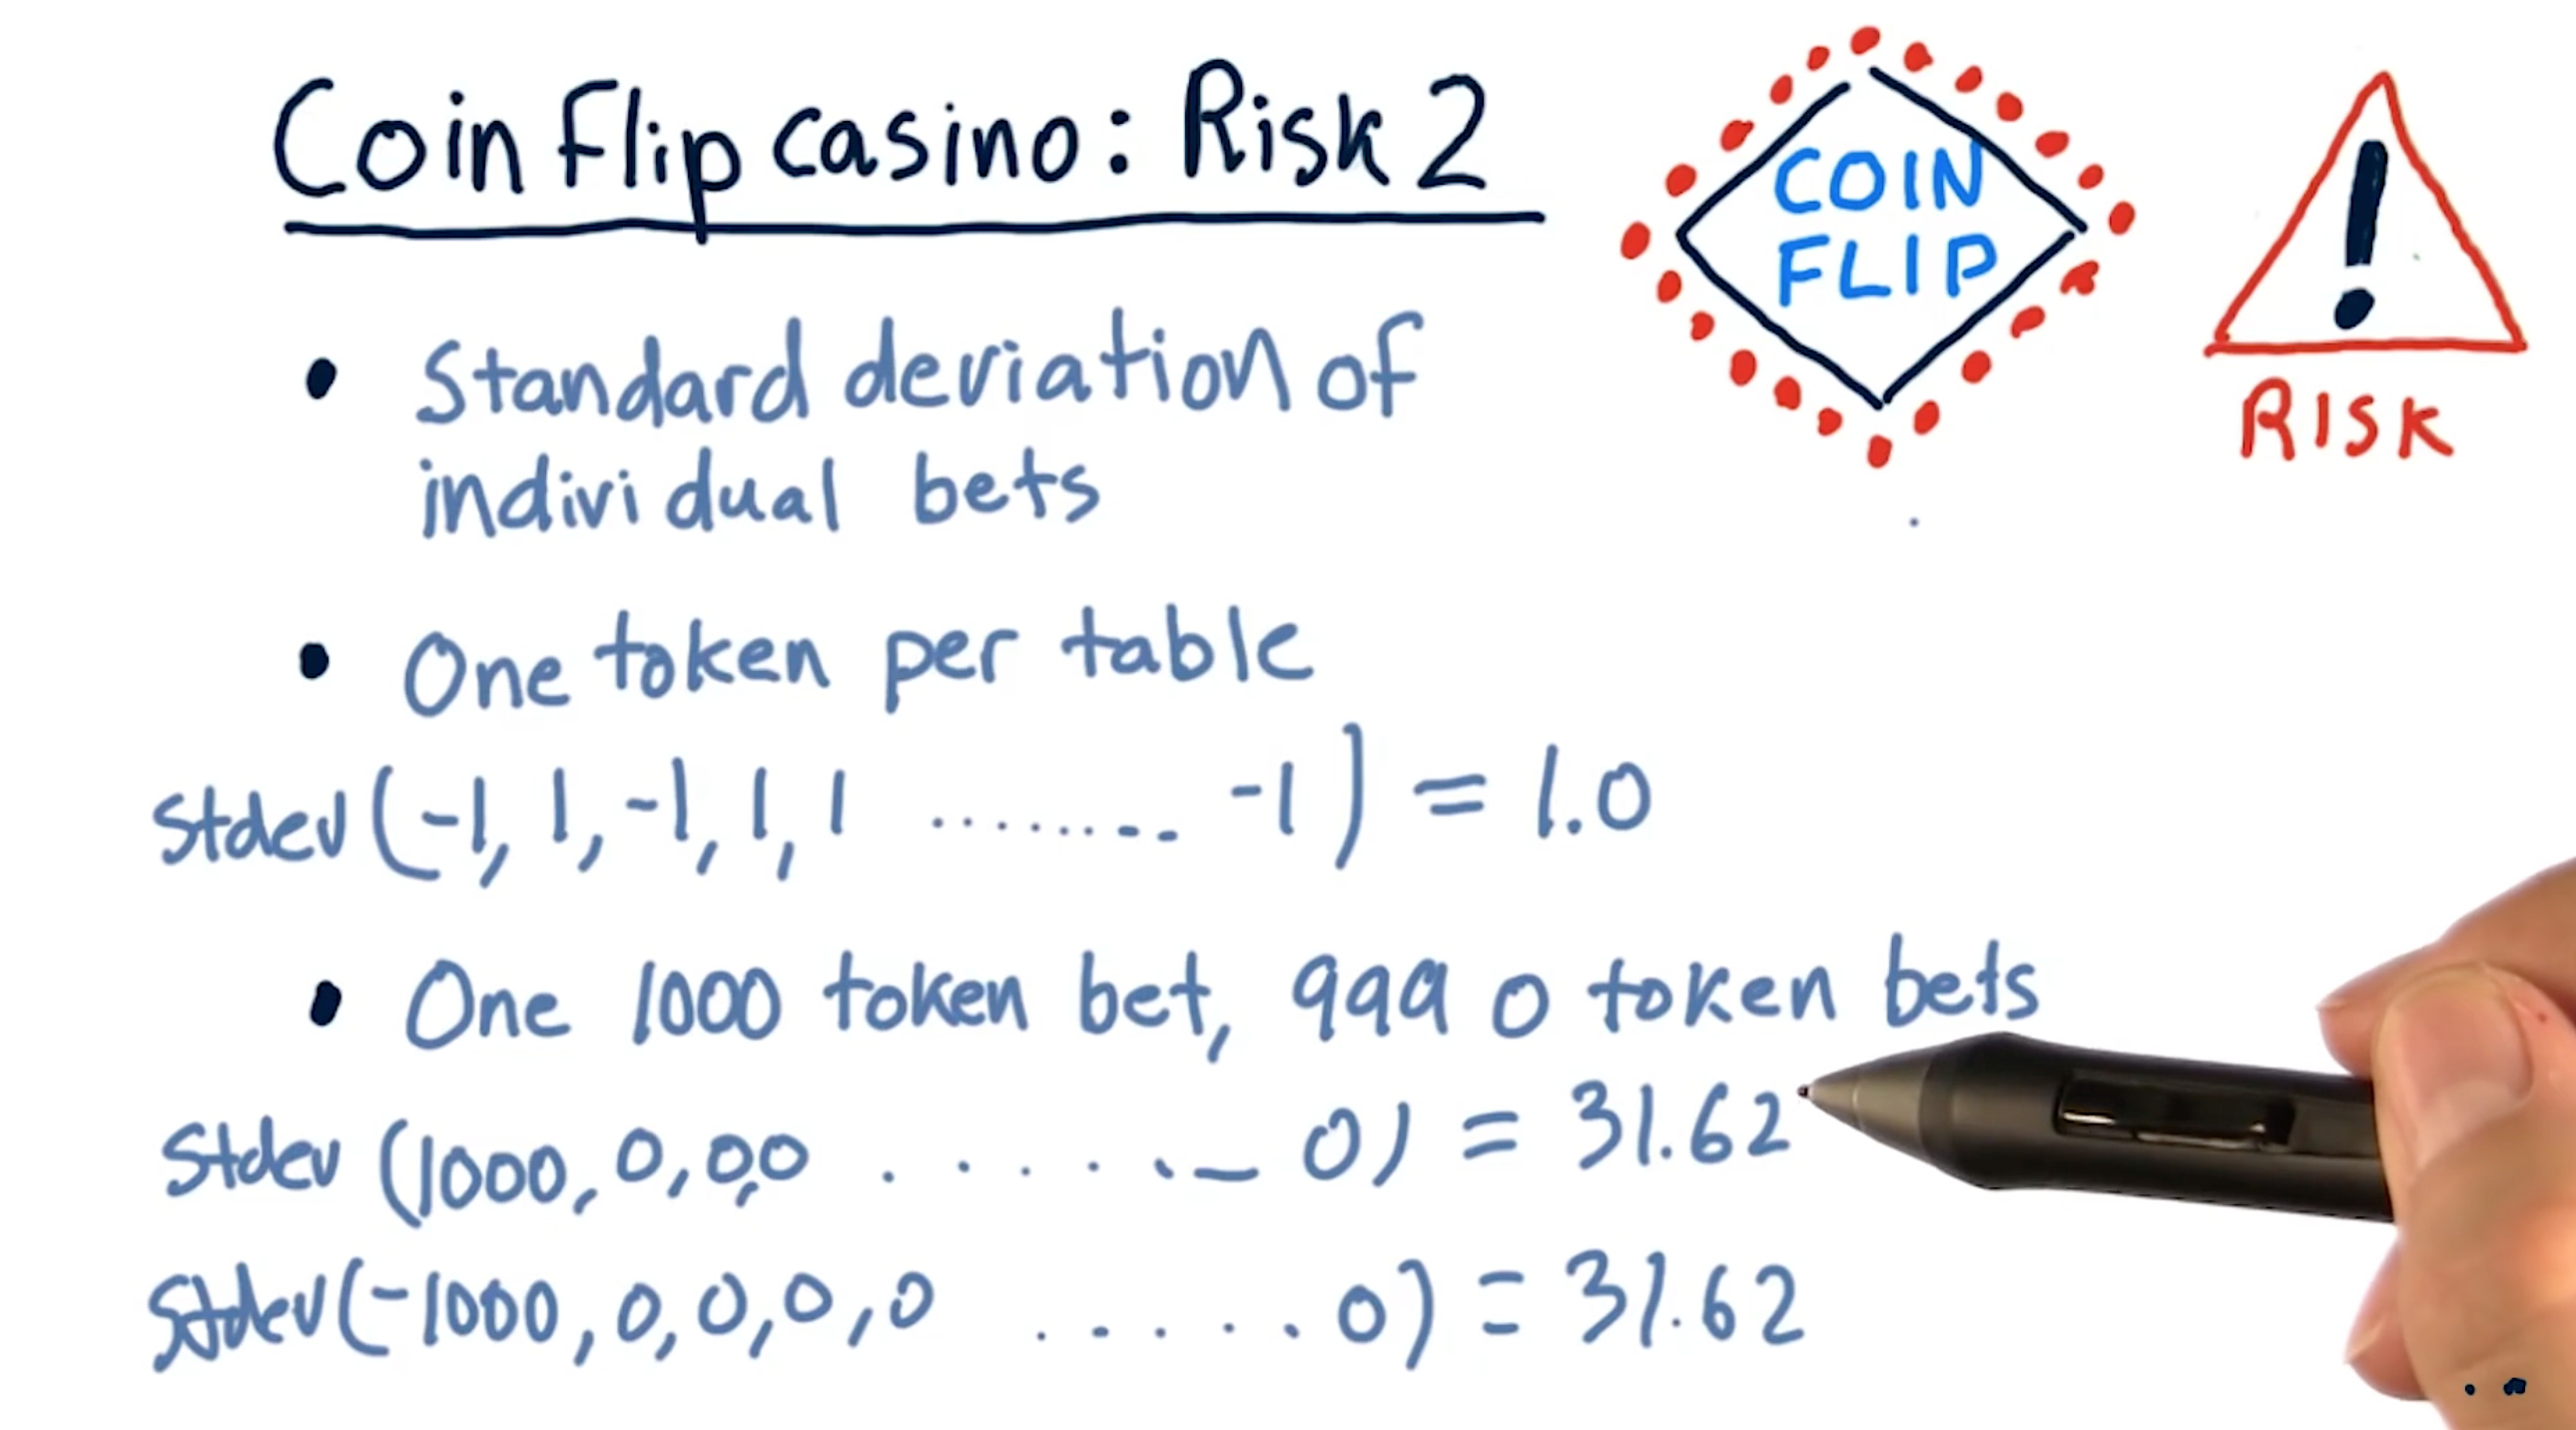 Coin Flip casino: Risk 2
COIN
FLIP
RISK
• Standard deviation of
individual bets
• One token per table
Stdev (-1, 1, -1, 1, 1 ........-- -1) = 1.0
• One 1000 token bet, 999 0 token bets
Stdev (1000, 0, 0,0 ......_ 0) = 31.62
Stdev (-1000, 0, 0, 0, 0 ...... 0) = 31.62